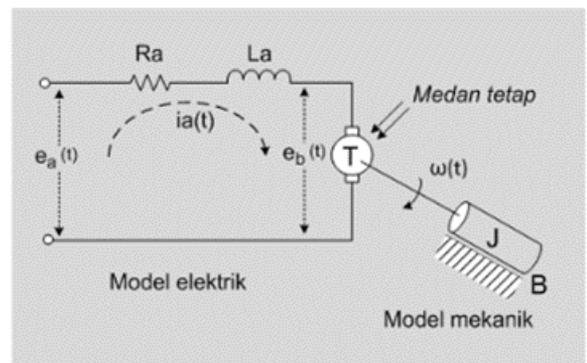 Ra
La
Medan tetap
ia(t)
ea(t)
eb(t)
T
ω(t)
J
B
Model elektrik
Model mekanik